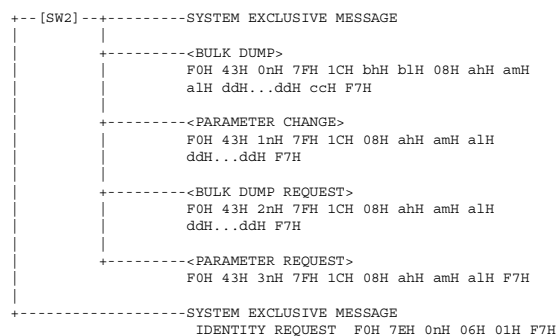 +--[SW2]--+---------SYSTEM EXCLUSIVE MESSAGE
|         |
|         +---------<BULK DUMP>
|         |         F0H 43H 0nH 7FH 1CH bhH blH 08H ahH amH
|         |         alH ddH...ddH ccH F7H
|         |
|         +---------<PARAMETER CHANGE>
|         |         F0H 43H 1nH 7FH 1CH 08H ahH amH alH
|         |         ddH...ddH F7H
|         |
|         +---------<BULK DUMP REQUEST>
|         |         F0H 43H 2nH 7FH 1CH 08H ahH amH alH
|         |         ddH...ddH F7H
|         |
|         +---------<PARAMETER REQUEST>
|                   F0H 43H 3nH 7FH 1CH 08H ahH amH alH F7H
|
+-------------------SYSTEM EXCLUSIVE MESSAGE
                     IDENTITY REQUEST  F0H 7EH 0nH 06H 01H F7H